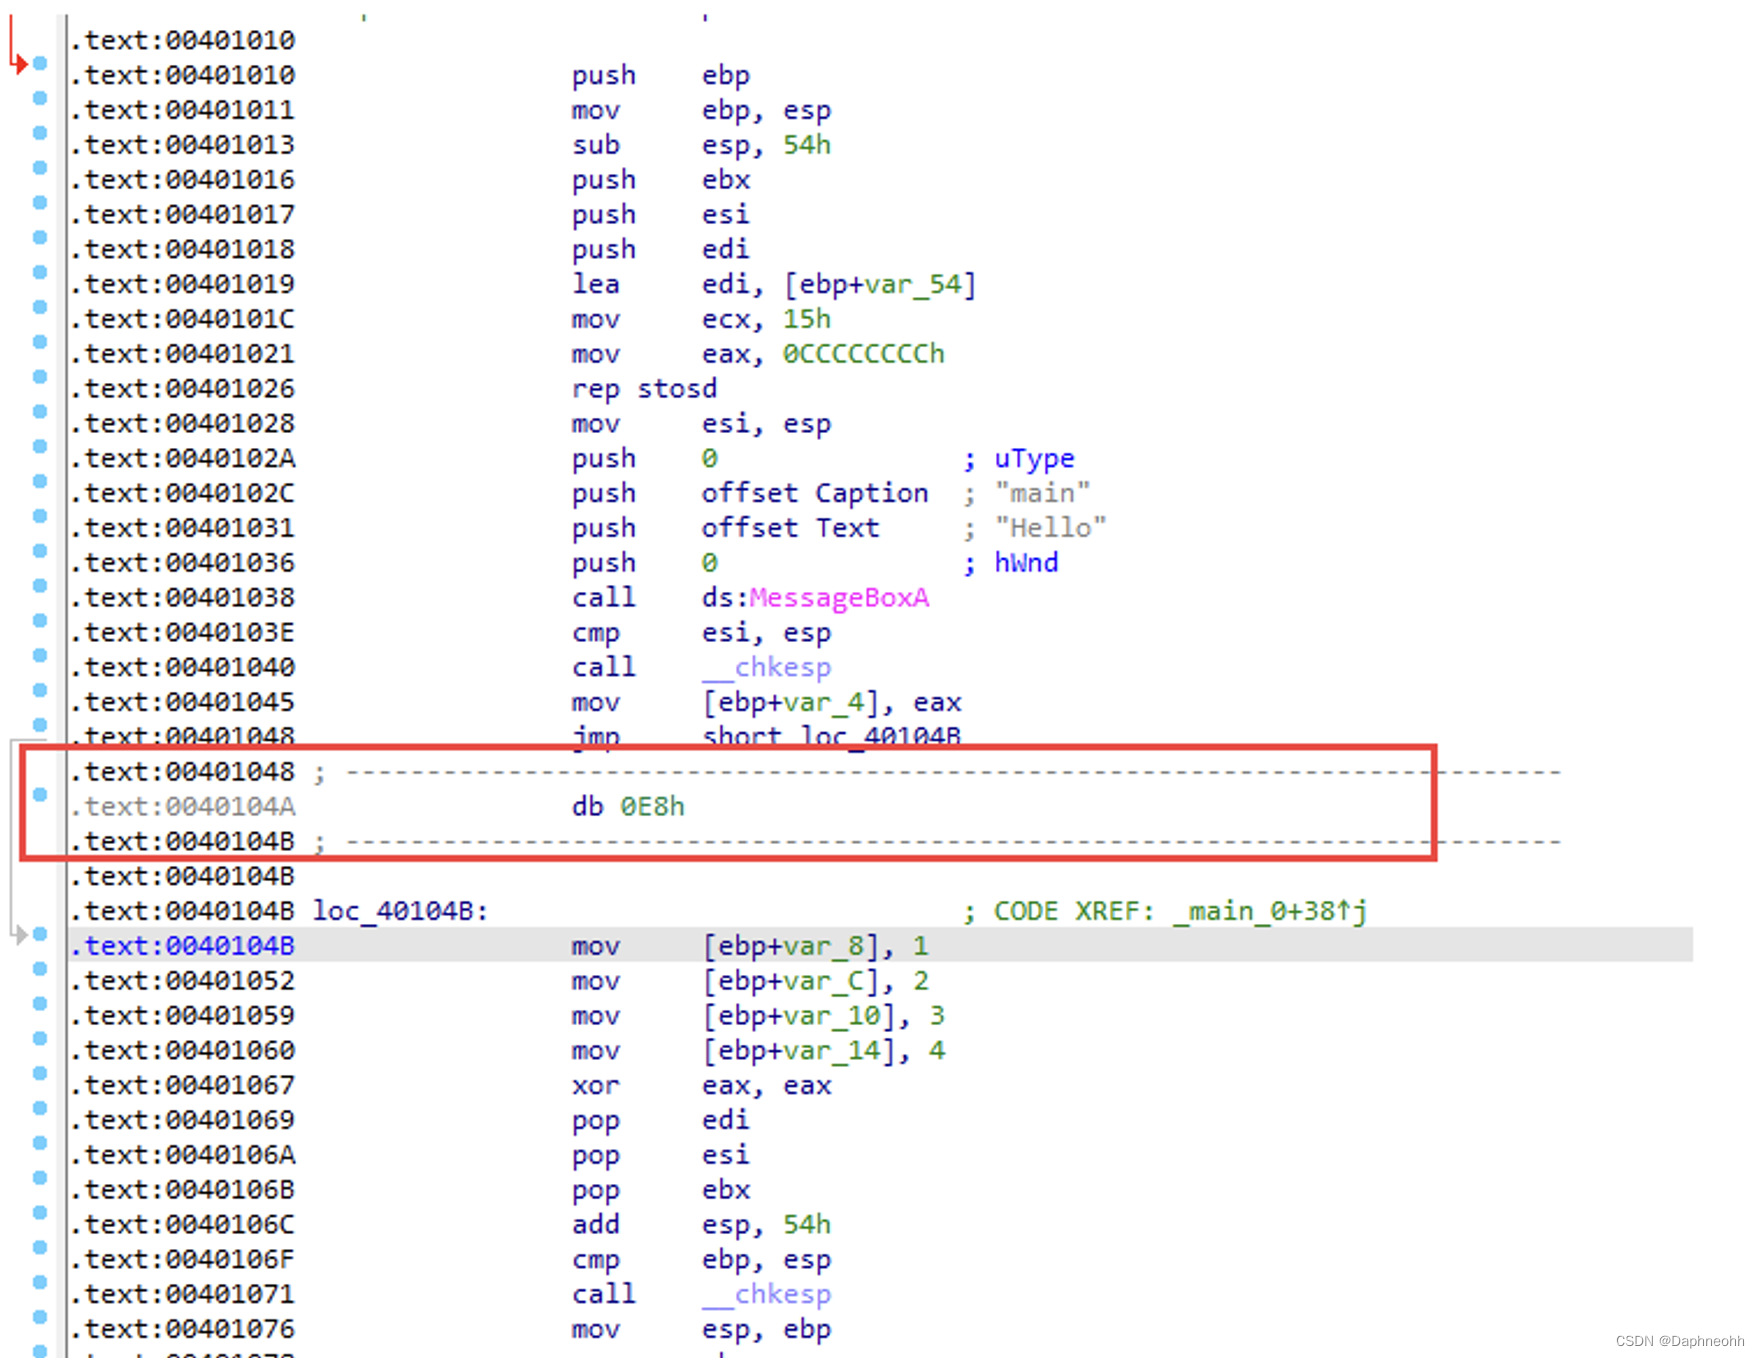 .text:00401010
.text:00401010 push ebp
.text:00401011 mov ebp, esp
.text:00401013 sub esp, 54h
.text:00401016 push ebx
.text:00401017 push esi
.text:00401018 push edi
.text:00401019 lea edi, [ebp+var_54]
.text:0040101C mov ecx, 15h
.text:00401021 mov eax, 0CCCCCCCCh
.text:00401026 rep stosd
.text:00401028 mov esi, esp
.text:0040102A push 0 ; uType
.text:0040102C push offset Caption ; "main"
.text:00401031 push offset Text ; "Hello"
.text:00401036 push 0 ; hWnd
.text:00401038 call ds:MessageBoxA
.text:0040103E cmp esi, esp
.text:00401040 call __chkesp
.text:00401045 mov [ebp+var_4], eax
.text:00401048 jmp short loc_40104B
.text:00401048 ; ---------------------------------------------------------------------------
.text:0040104A db 0E8h
.text:0040104B ; ---------------------------------------------------------------------------
.text:0040104B
.text:0040104B loc_40104B: ; CODE XREF: _main_0+38↑j
.text:0040104B mov [ebp+var_8], 1
.text:00401052 mov [ebp+var_C], 2
.text:00401059 mov [ebp+var_10], 3
.text:00401060 mov [ebp+var_14], 4
.text:00401067 xor eax, eax
.text:00401069 pop edi
.text:0040106A pop esi
.text:0040106B pop ebx
.text:0040106C add esp, 54h
.text:0040106F cmp ebp, esp
.text:00401071 call __chkesp
.text:00401076 mov esp, ebp
CSDN @Daphneohh